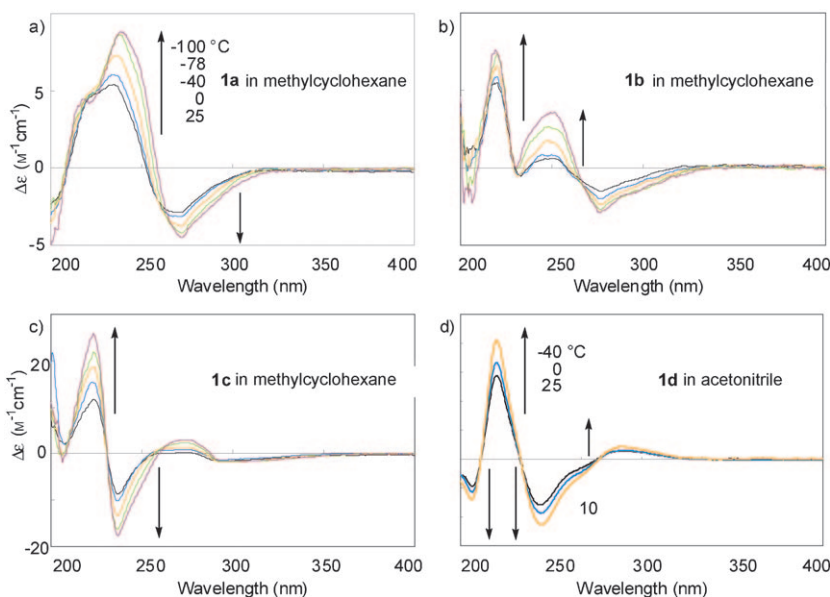 a)
-100 °C
-78
-40
0
25
1a in methylcyclohexane
5
0
-5
Δε (M⁻¹cm⁻¹)
200 250 300 350 400
Wavelength (nm)
b)
1b in methylcyclohexane
200 250 300 350 400
Wavelength (nm)
c)
1c in methylcyclohexane
20
0
-20
Δε (M⁻¹cm⁻¹)
200 250 300 350 400
Wavelength (nm)
d)
-40 °C
0
25
1d in acetonitrile
10
200 250 300 350 400
Wavelength (nm)